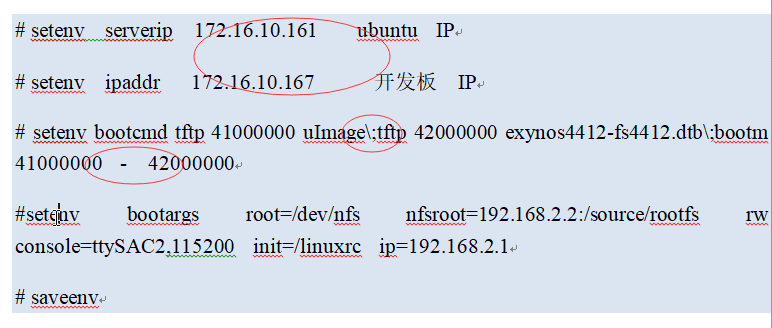 # setenv serverip 172.16.10.161 ubuntu IP
# setenv ipaddr 172.16.10.167 开发板 IP
# setenv bootcmd tftp 41000000 uImage\;tftp 42000000 exynos4412-fs4412.dtb\;bootm
41000000 - 42000000
#setenv bootargs root=/dev/nfs nfsroot=192.168.2.2:/source/rootfs rw
console=ttySAC2,115200 init=/linuxrc ip=192.168.2.1
# saveenv